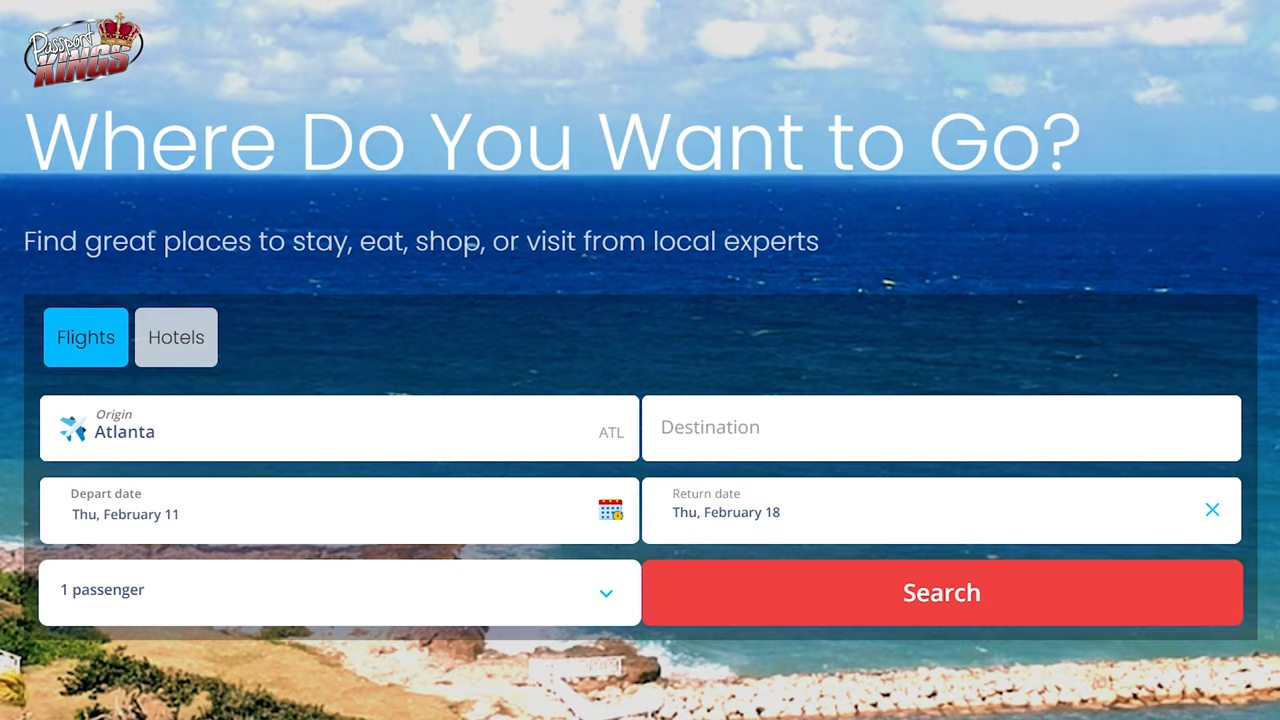 Passport
KINGS
Where Do You Want to Go?
Find great places to stay, eat, shop, or visit from local experts
Flights
Hotels
Origin
Atlanta
ATL
Destination
Depart date
Thu, February 11
Return date
Thu, February 18
1 passenger
Search